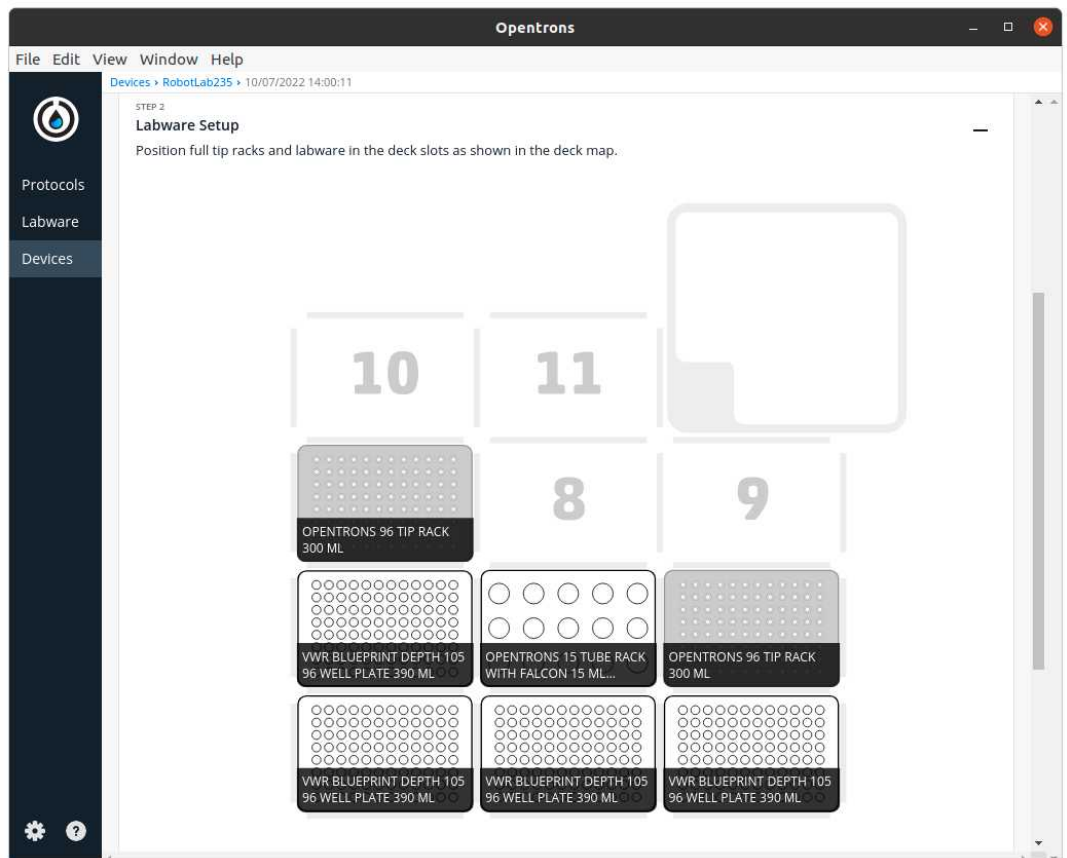 Opentrons
File Edit View Window Help
Devices › RobotLab235 › 10/07/2022 14:00:11
STEP 2
Labware Setup
Position full tip racks and labware in the deck slots as shown in the deck map.
Protocols
Labware
Devices
10
11
OPENTRONS 96 TIP RACK
300 ML
8
9
VWR BLUEPRINT DEPTH 105
96 WELL PLATE 390 ML
OPENTRONS 15 TUBE RACK
WITH FALCON 15 ML...
OPENTRONS 96 TIP RACK
300 ML
VWR BLUEPRINT DEPTH 105
96 WELL PLATE 390 ML
VWR BLUEPRINT DEPTH 105
96 WELL PLATE 390 ML
VWR BLUEPRINT DEPTH 105
96 WELL PLATE 390 ML
?